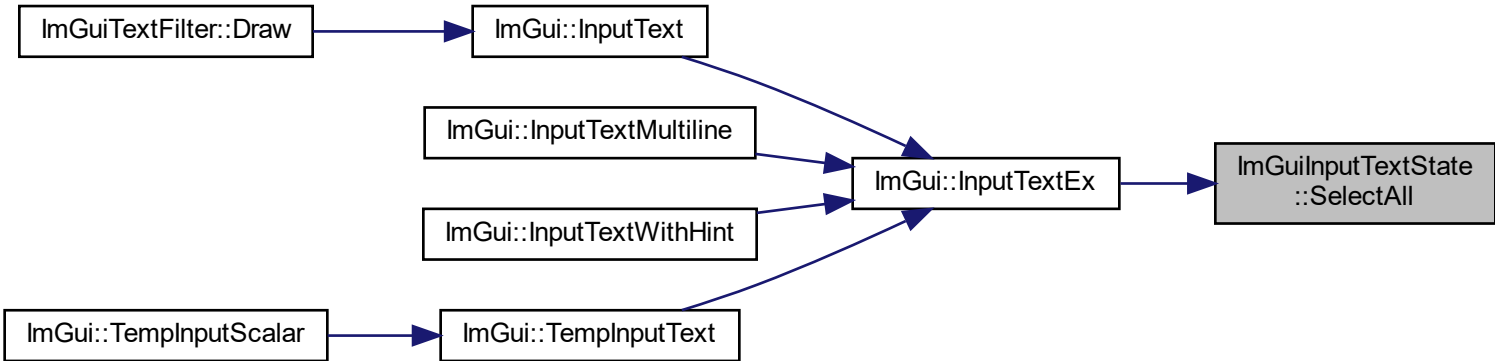 ImGuiTextFilter::Draw
ImGui::InputText
ImGui::InputTextMultiline
ImGui::InputTextEx
ImGuiInputTextState
::SelectAll
ImGui::InputTextWithHint
ImGui::TempInputScalar
ImGui::TempInputText